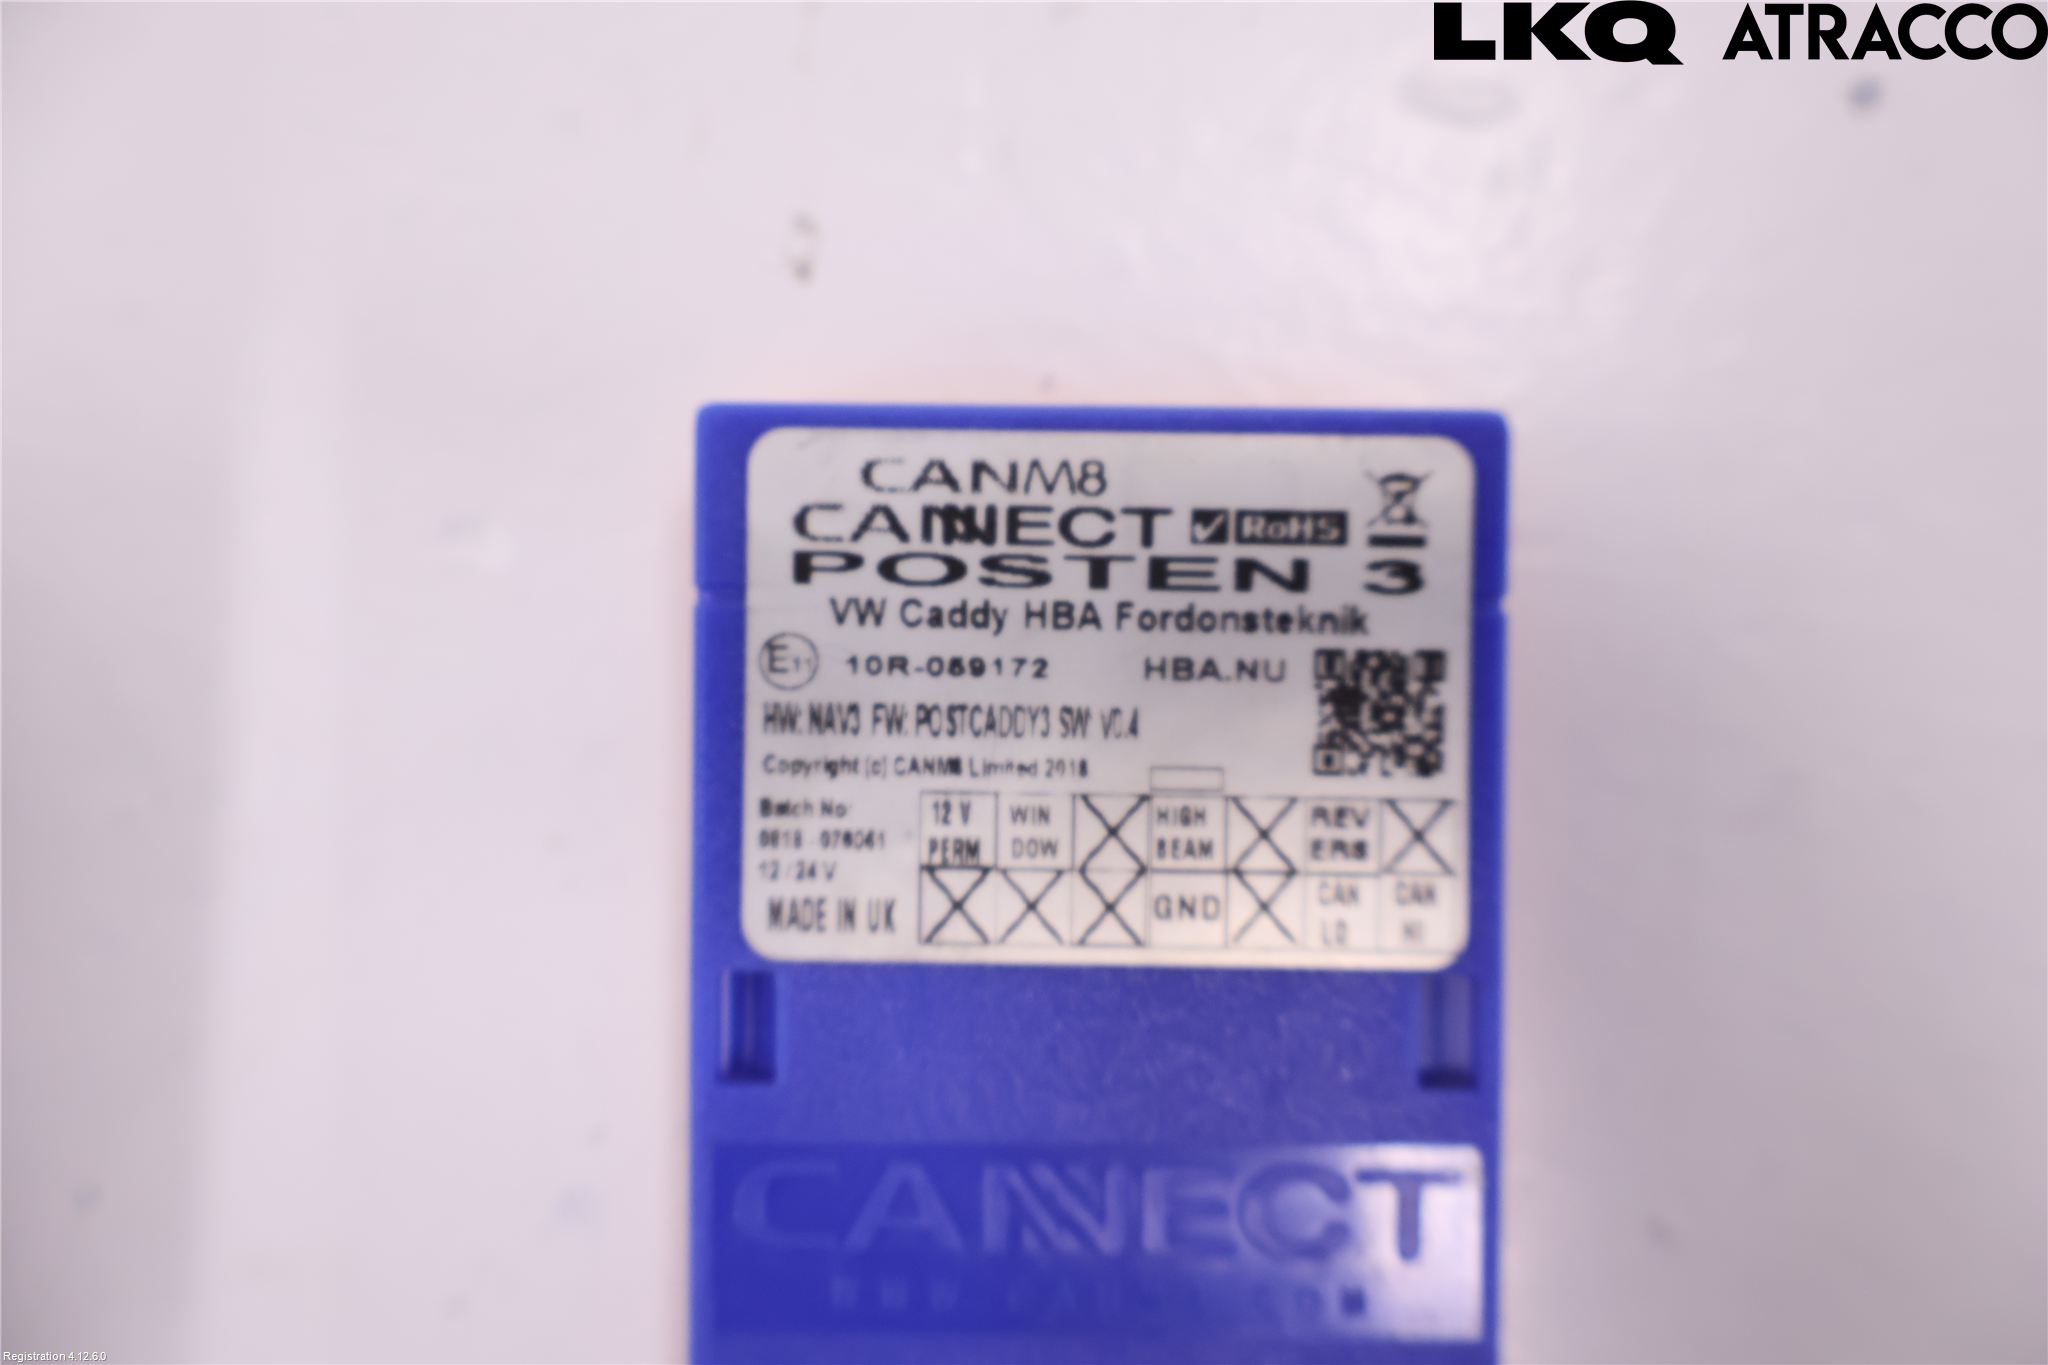 LKQ ATRACCO
CANM8
CANNECT ✓ RoHS
POSTEN 3
VW Caddy HBA Fordonsteknik
E11 10R-059172 HBA.NU
HW: NAV3 FW: POSTCADDY3 SW: V0.4
Copyright (c) CANM8 Limited 2018
Batch No:
12 / 24 V
MADE IN UK
12 V PERM
WIN DOW
HIGH BEAM
REV ERS
GND
CAN LO
CAN HI
CANNECT
Registration 4.12.6.0